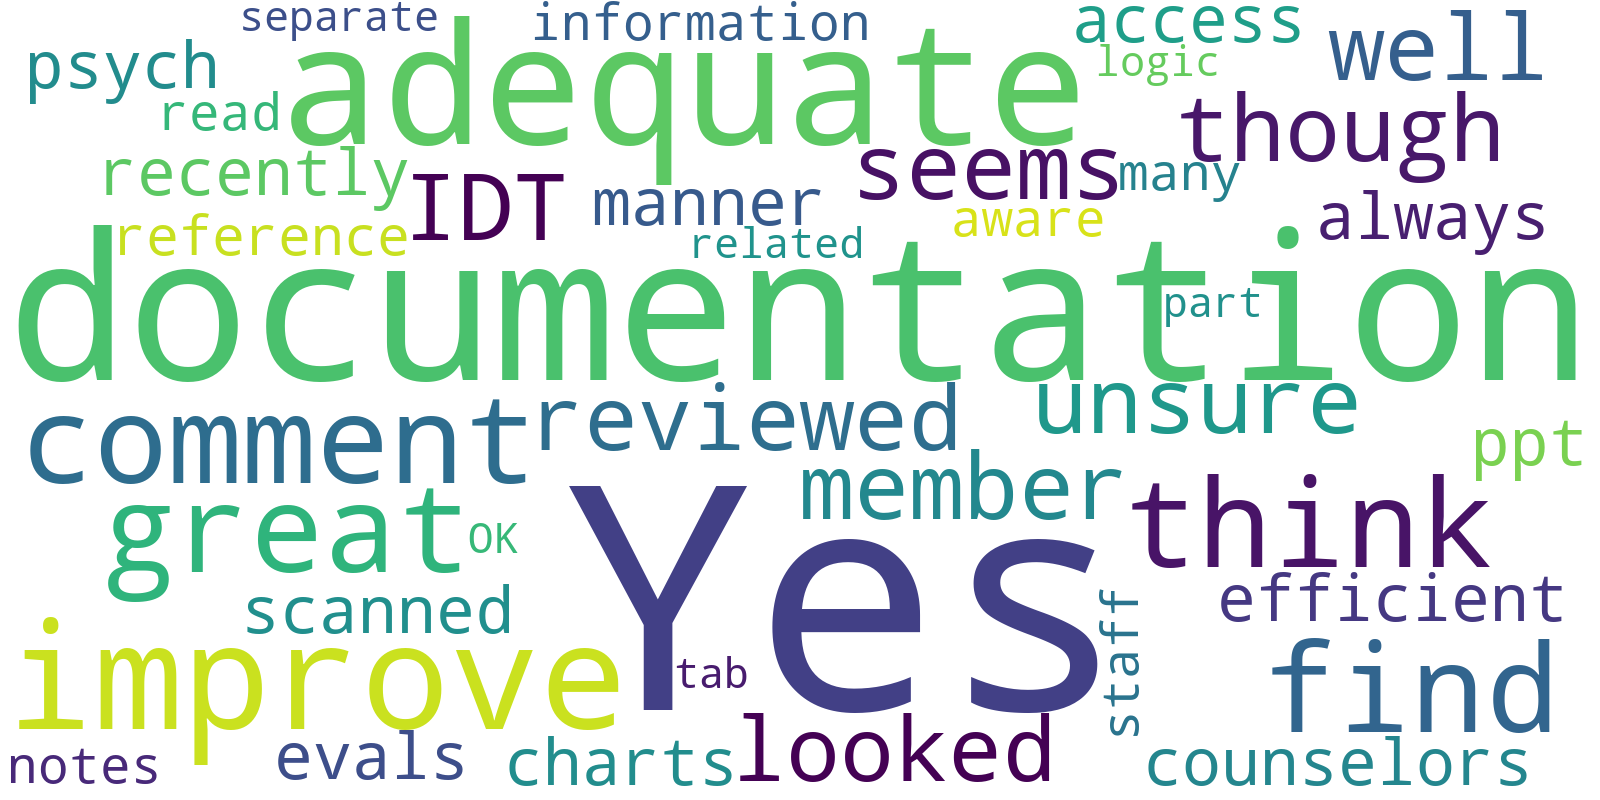 separate
information
access
well
psych
adequate
logic
read
though
recently
IDT
manner
seems
many
reference
related
aware
always
documentation
part
comment
reviewed
unsure
ppt
great
OK
member
think
scanned
Yes
efficient
improve
tab
staff
find
notes
evals
charts
looked
counselors